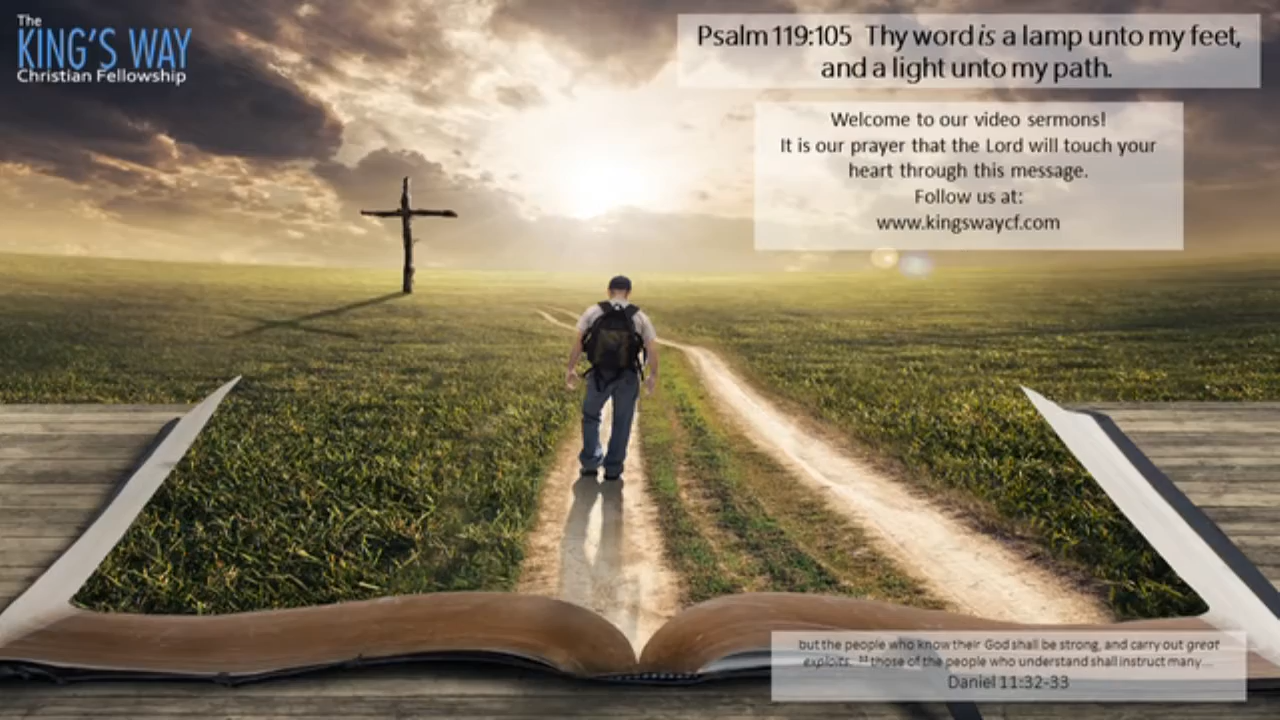 The
KING'S WAY
Christian Fellowship
Psalm 119:105 Thy word is a lamp unto my feet,
and a light unto my path.
Welcome to our video sermons!
It is our prayer that the Lord will touch your
heart through this message.
Follow us at:
www.kingswaycf.com
but the people who know their God shall be strong, and carry out great
exploits. 33 those of the people who understand shall instruct many....
Daniel 11:32-33